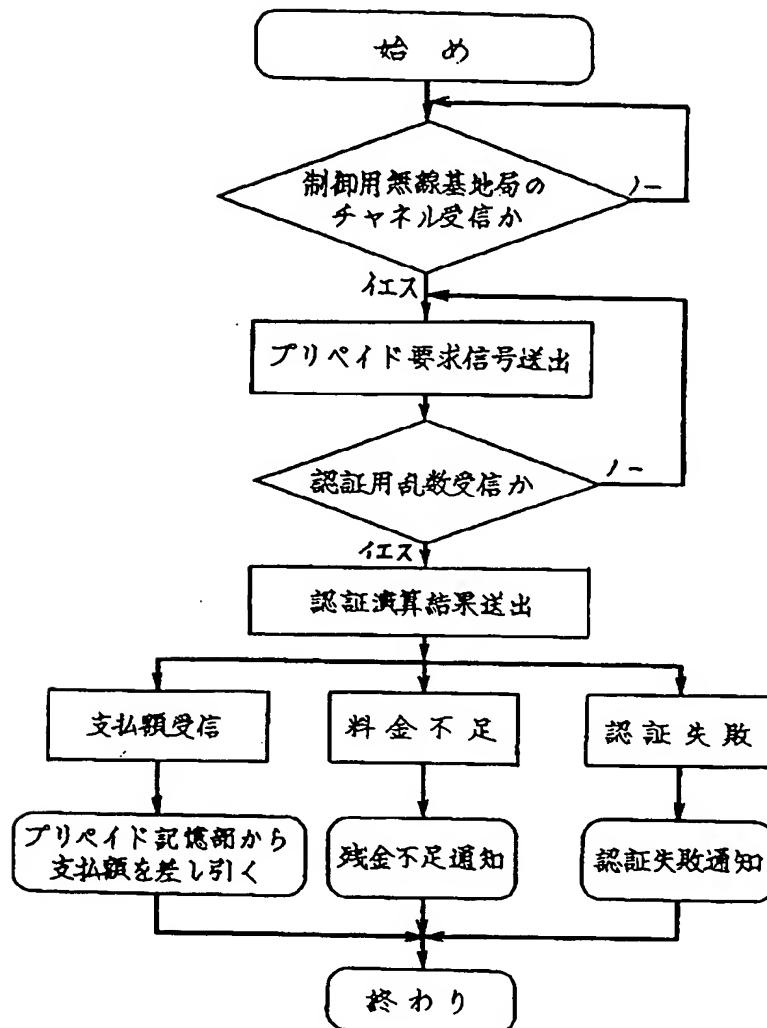 始め
制御用無線基地局の
チャネル受信か
ノー
イエス
プリペイド要求信号送出
認証用乱数受信か
ノー
イエス
認証演算結果送出
支払額受信
料金不足
認証失敗
プリペイド記憶部から
支払額を差し引く
残金不足通知
認証失敗通知
終わり